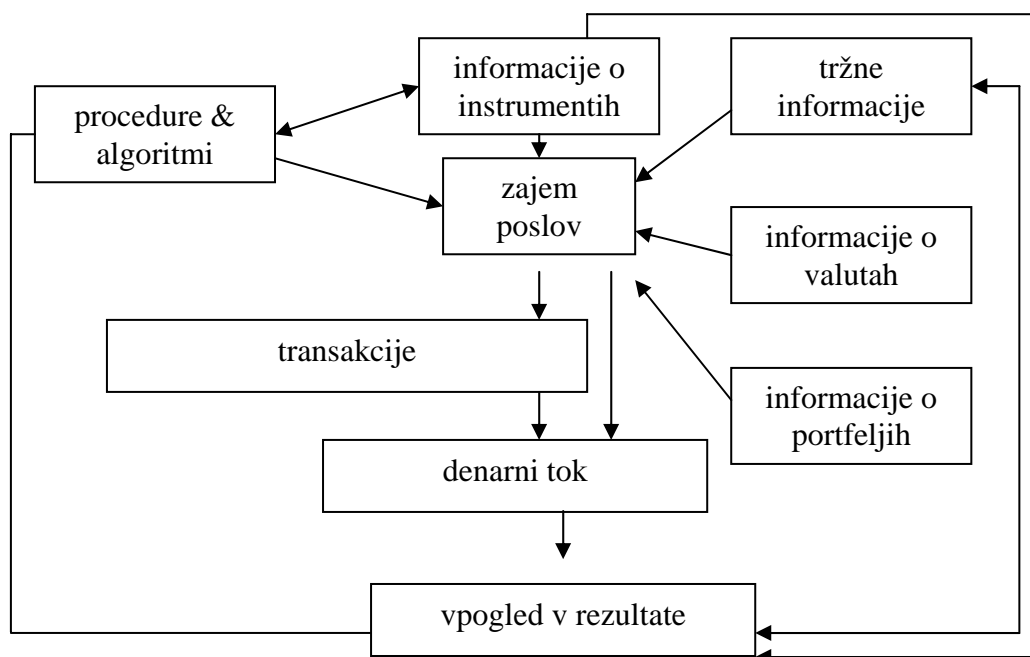 informacije o
instrumentih
tržne
informacije
procedure &
algoritmi
zajem
poslov
informacije o
valutah
transakcije
informacije o
portfeljih
denarni tok
vpogled v rezultate